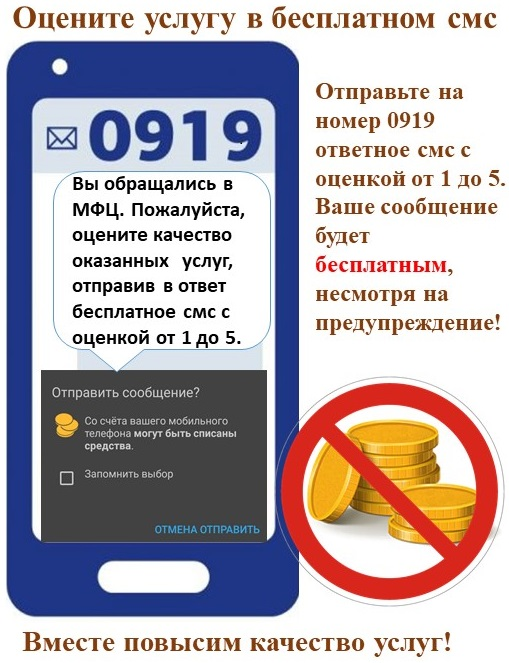 Оцените услугу в бесплатном смс
0919
Вы обращались в
МФЦ. Пожалуйста,
оцените качество
оказанных услуг,
отправив в ответ
бесплатное смс с
оценкой от 1 до 5.
Отправить сообщение?
Со счёта вашего мобильного
телефона могут быть списаны
средства.
Запомнить выбор
ОТМЕНА ОТПРАВИТЬ
Отправьте на
номер 0919
ответное смс с
оценкой от 1 до 5.
Ваше сообщение
будет
бесплатным,
несмотря на
предупреждение!
Вместе повысим качество услуг!